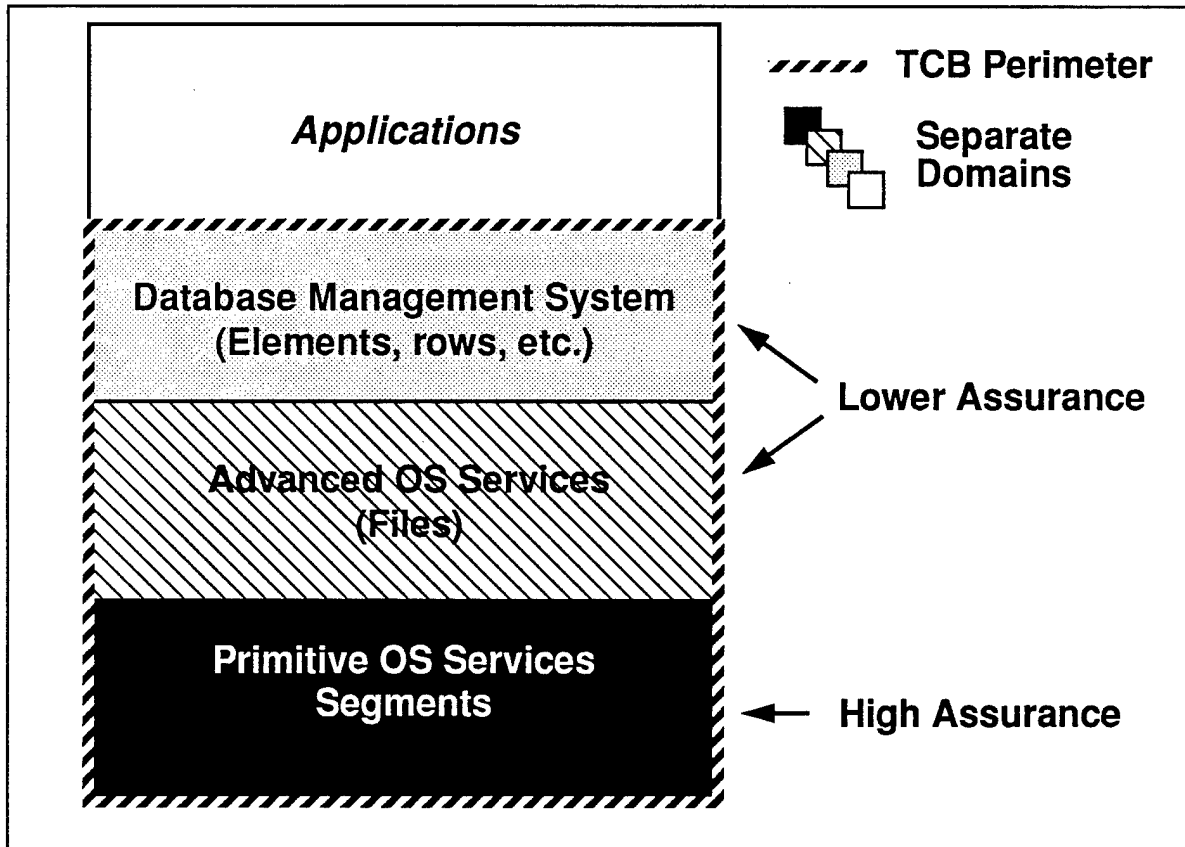 Applications
TCB Perimeter
Separate
Domains
Database Management System
(Elements, rows, etc.)
Lower Assurance
Advanced OS Services
(Files)
Primitive OS Services
Segments
High Assurance